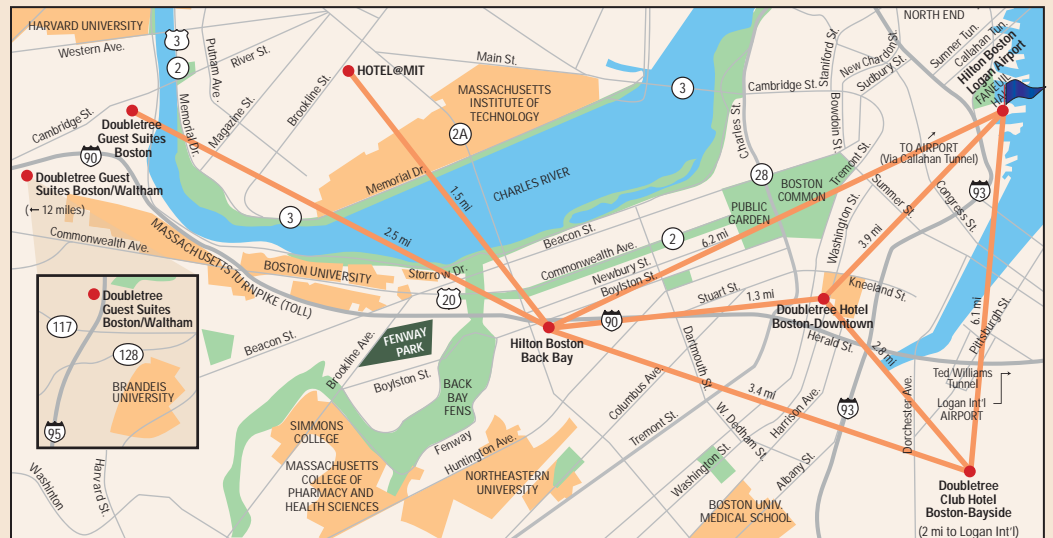 HARVARD UNIVERSITY
Western Ave.
3
2
Putnam Ave.
River St.
Brookline St.
Magazine St.
Memorial Dr.
Cambridge St.
Doubletree
Guest Suites
Boston
90
Doubletree Guest
Suites Boston/Waltham
(← 12 miles)
HOTEL@MIT
Main St.
MASSACHUSETTS
INSTITUTE OF
TECHNOLOGY
2A
3
Memorial Dr.
CHARLES RIVER
1.5 mi
2.5 mi
3
NORTH END
Staniford St.
New Chardon St.
Sudbury St.
Cambridge St.
Bowdoin St.
Charles St.
Sumner Tun.
Callahan Tun.
Hilton Boston
Logan Airport
FANEUIL
HALL
TO AIRPORT
(Via Callahan Tunnel)
28
Tremont St.
BOSTON
COMMON
PUBLIC
GARDEN
Washington St.
Summer St.
Congress St.
93
3.9 mi
6.2 mi
6.1 mi
Commonwealth Ave.
MASSACHUSETTS TURNPIKE (TOLL)
BOSTON UNIVERSITY
Storrow Dr.
20
Beacon St.
Commonwealth Ave.
2
Newbury St.
Boylston St.
Stuart St.
1.3 mi
90
Kneeland St.
Doubletree Hotel
Boston-Downtown
Herald St.
2.8 mi
Pittsburgh St.
Ted Williams
Tunnel
Logan Int'l
AIRPORT
Hilton Boston
Back Bay
FENWAY
PARK
Brookline Ave.
Boylston St.
Beacon St.
BACK
BAY
FENS
Fenway
Huntington Ave.
Columbus Ave.
Tremont St.
Dartmouth St.
W. Dedham St.
Washington St.
Harrison Ave.
Albany St.
3.4 mi
93
Dorchester Ave.
Doubletree
Guest Suites
Boston/Waltham
117
128
BRANDEIS
UNIVERSITY
95
Washinton
Harvard St.
SIMMONS
COLLEGE
MASSACHUSETTS
COLLEGE OF
PHARMACY AND
HEALTH SCIENCES
NORTHEASTERN
UNIVERSITY
BOSTON UNIV.
MEDICAL SCHOOL
Doubletree
Club Hotel
Boston-Bayside
(2 mi to Logan Int'l)